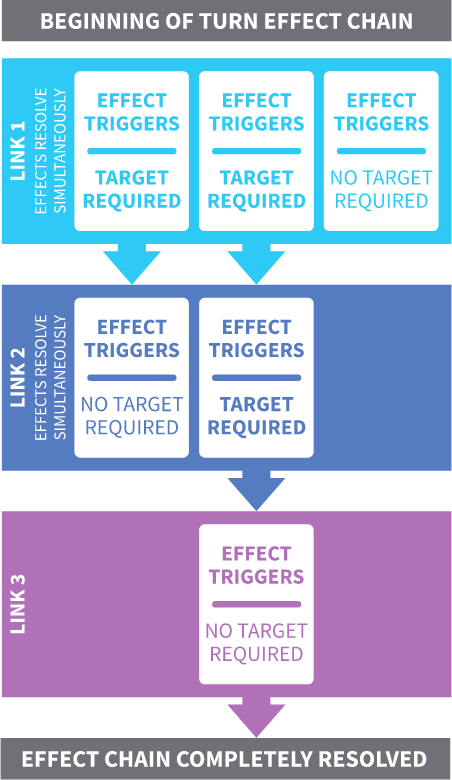 BEGINNING OF TURN EFFECT CHAIN
LINK 1
EFFECTS RESOLVE
SIMULTANEOUSLY
EFFECT
TRIGGERS
TARGET
REQUIRED
EFFECT
TRIGGERS
TARGET
REQUIRED
EFFECT
TRIGGERS
NO TARGET
REQUIRED
LINK 2
EFFECTS RESOLVE
SIMULTANEOUSLY
EFFECT
TRIGGERS
NO TARGET
REQUIRED
EFFECT
TRIGGERS
TARGET
REQUIRED
LINK 3
EFFECT
TRIGGERS
NO TARGET
REQUIRED
EFFECT CHAIN COMPLETELY RESOLVED